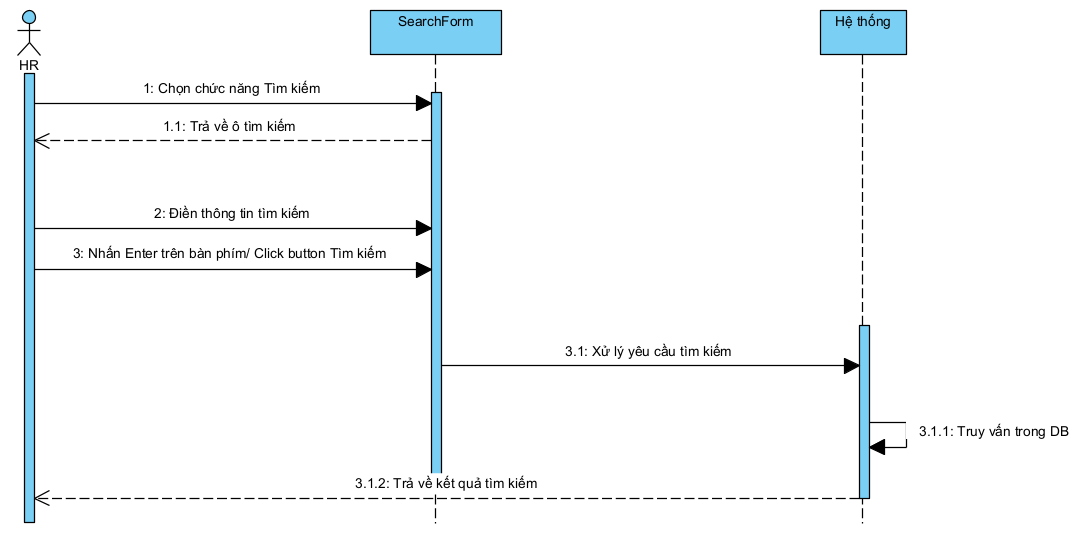 SearchForm
Hệ thống
HR
1: Chọn chức năng Tìm kiếm
1.1: Trả về ô tìm kiếm
2: Điền thông tin tìm kiếm
3: Nhấn Enter trên bàn phím/ Click button Tìm kiếm
3.1: Xử lý yêu cầu tìm kiếm
3.1.1: Truy vấn trong DB
3.1.2: Trả về kết quả tìm kiếm